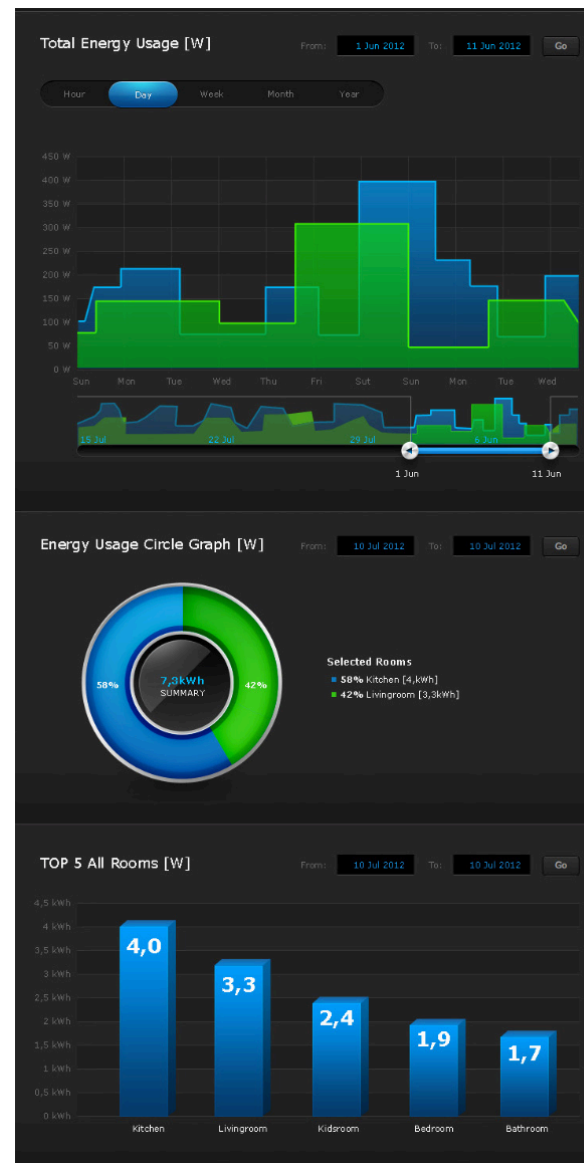 Total Energy Usage [W] From: 1 Jun 2012 To: 11 Jun 2012 Go
Hour Day Week Month Year
450 W
400 W
350 W
300 W
250 W
200 W
150 W
100 W
50 W
0 W
Sun Mon Tue Wed Thu Fri Sut Sun Mon Tue Wed
15 Jul 22 Jul 29 Jul 6 Jun
1 Jun 11 Jun
Energy Usage Circle Graph [W] From: 10 Jul 2012 To: 10 Jul 2012 Go
58% 7,3kWh 42%
SUMMARY
Selected Rooms
58% Kitchen [4,kWh]
42% Livingroom [3,3kWh]
TOP 5 All Rooms [W] From: 10 Jul 2012 To: 10 Jul 2012 Go
4,5 kWh
4 kWh
3,5 kWh
3 kWh
2,5 kWh
2 kWh
1,5 kWh
1 kWh
0,5 kWh
0 kWh
4,0 3,3 2,4 1,9 1,7
Kitchen Livingroom Kidsroom Bedroom Bathroom